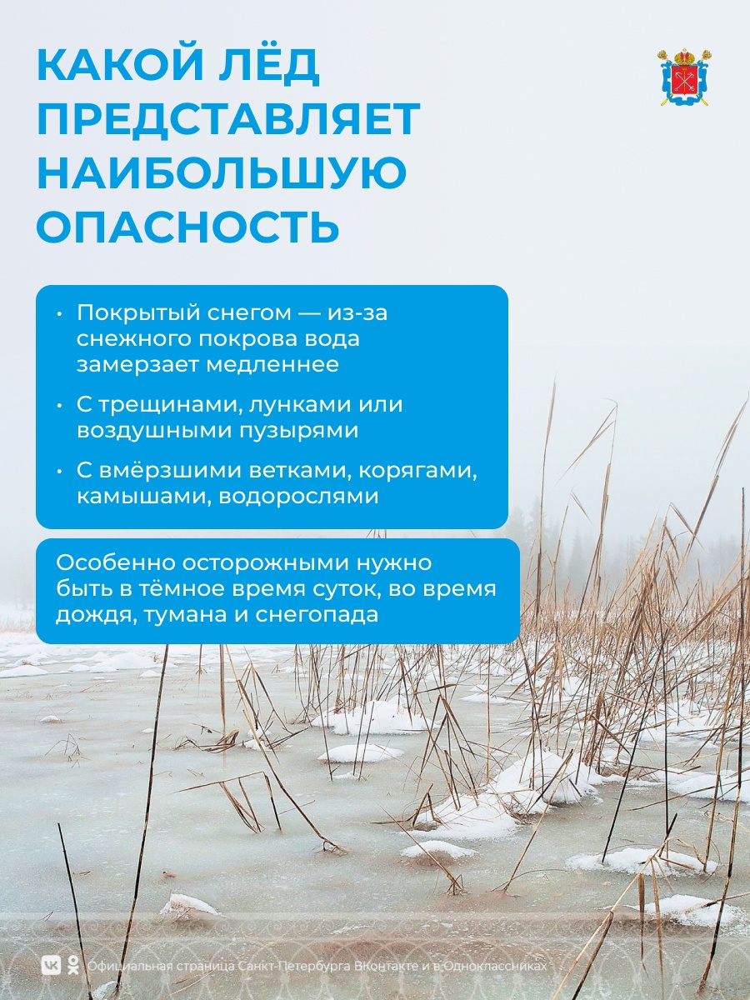 КАКОЙ ЛЁД
ПРЕДСТАВЛЯЕТ
НАИБОЛЬШУЮ
ОПАСНОСТЬ
• Покрытый снегом — из-за
снежного покрова вода
замерзает медленнее
• С трещинами, лунками или
воздушными пузырями
• С вмёрзшими ветками, корягами,
камышами, водорослями
Особенно осторожными нужно
быть в тёмное время суток, во время
дождя, тумана и снегопада
Официальная страница Санкт-Петербурга ВКонтакте и в Одноклассниках